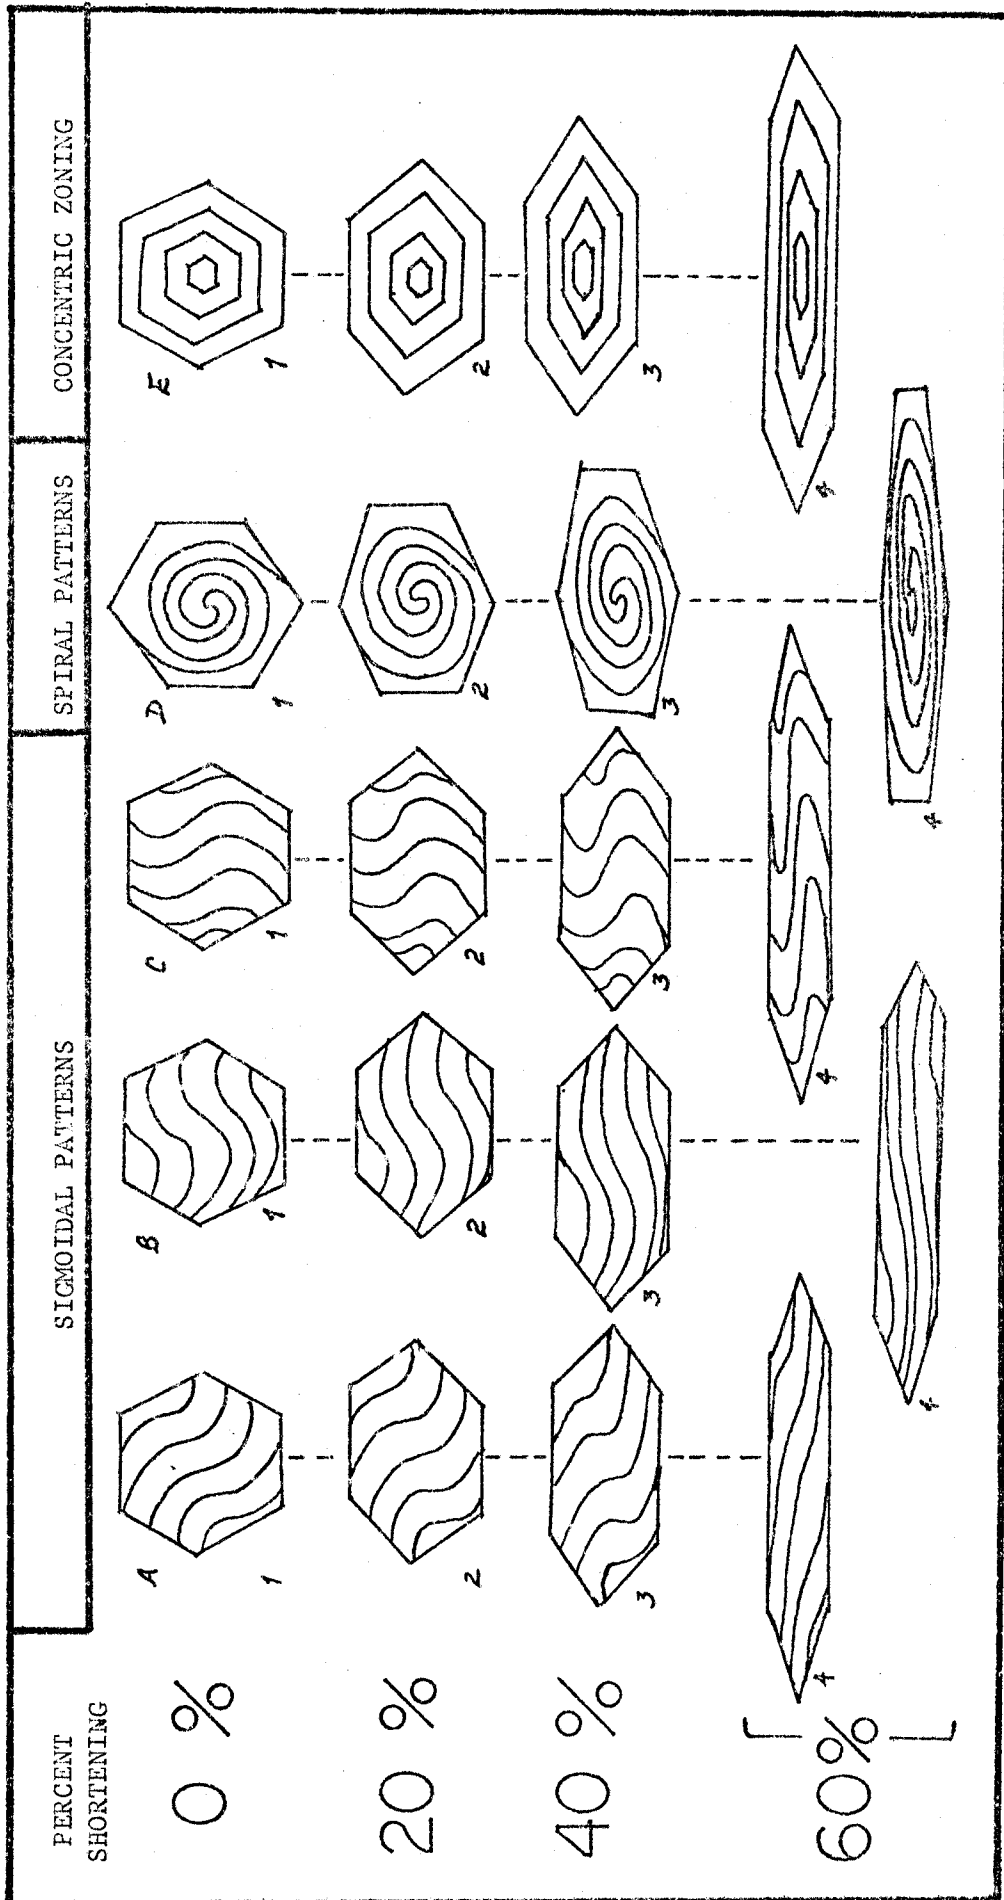 PERCENT
SHORTENING
SIGMOIDAL PATTERNS
SPIRAL PATTERNS
CONCENTRIC ZONING
0 %
A
1
B
1
C
1
D
1
E
1
20 %
2
2
2
2
2
40 %
3
3
3
3
3
60%
4
4
4
4
4